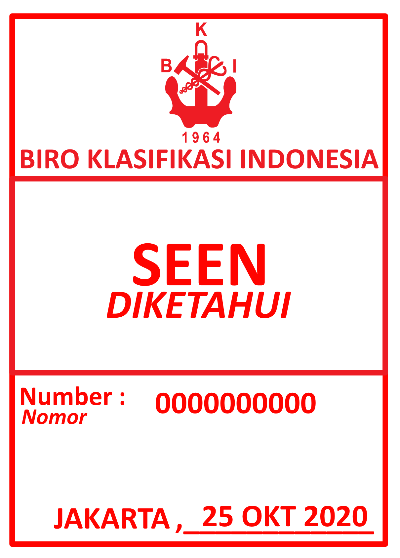 K
B I
1964
BIRO KLASIFIKASI INDONESIA
SEEN
DIKETAHUI
Number : 0000000000
Nomor
JAKARTA , 25 OKT 2020